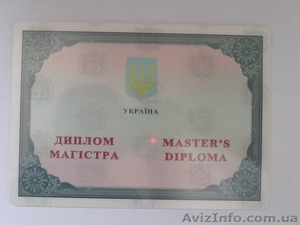 УКРАЇНА
ДИПЛОМ
МАГІСТРА
MASTER'S
DIPLOMA
AvizInfo.com.ua